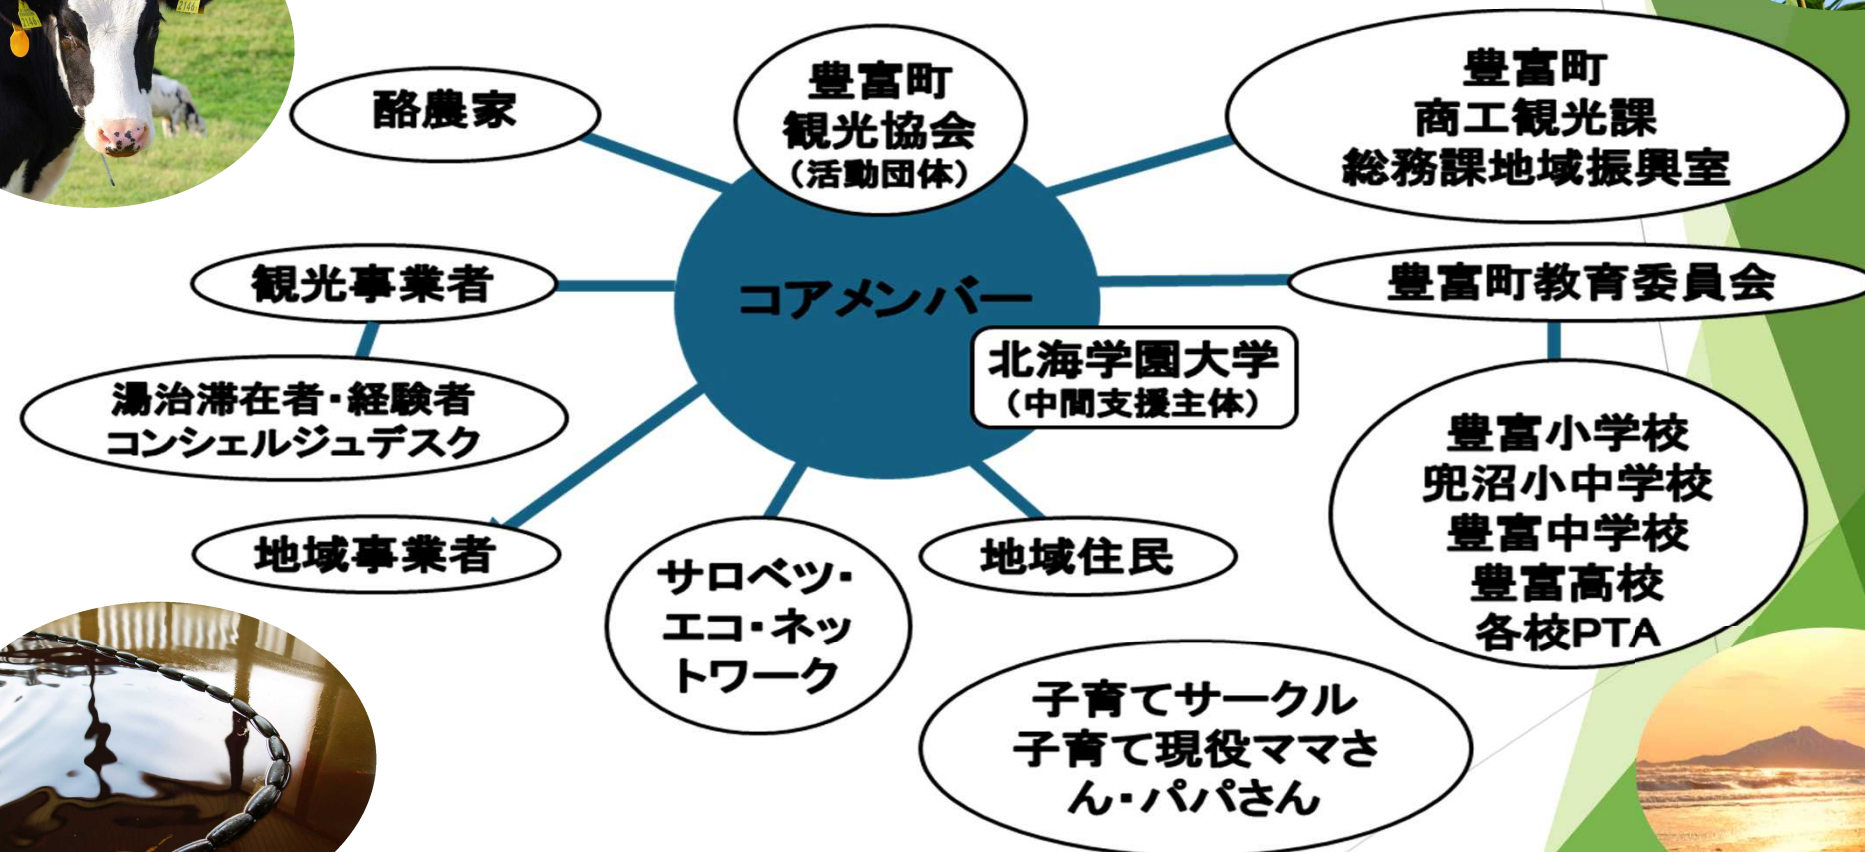 2146
2146
酪農家
豊富町
観光協会
（活動団体）
豊富町
商工観光課
総務課地域振興室
観光事業者
コアメンバー
豊富町教育委員会
北海学園大学
（中間支援主体）
湯治滞在者・経験者
コンシェルジュデスク
豊富小学校
兜沼小中学校
豊富中学校
豊富高校
各校PTA
地域事業者
サロベツ・
エコ・ネッ
トワーク
地域住民
子育てサークル
子育て現役ママさ
ん・パパさん